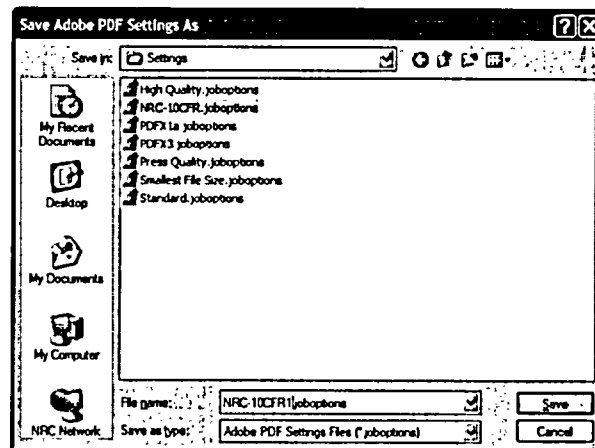 Save Adobe PDF Settings As
Save in: Settings
High Quality.joboptions
NRC-10CFR.joboptions
PDFX1a.joboptions
PDFX3.joboptions
Press Quality.joboptions
Smallest File Size.joboptions
Standard.joboptions
My Recent
Documents
Desktop
My Documents
My Computer
NRC Network
File name: NRC-10CFR1.joboptions Save
Save as type: Adobe PDF Settings Files (*.joboptions) Cancel